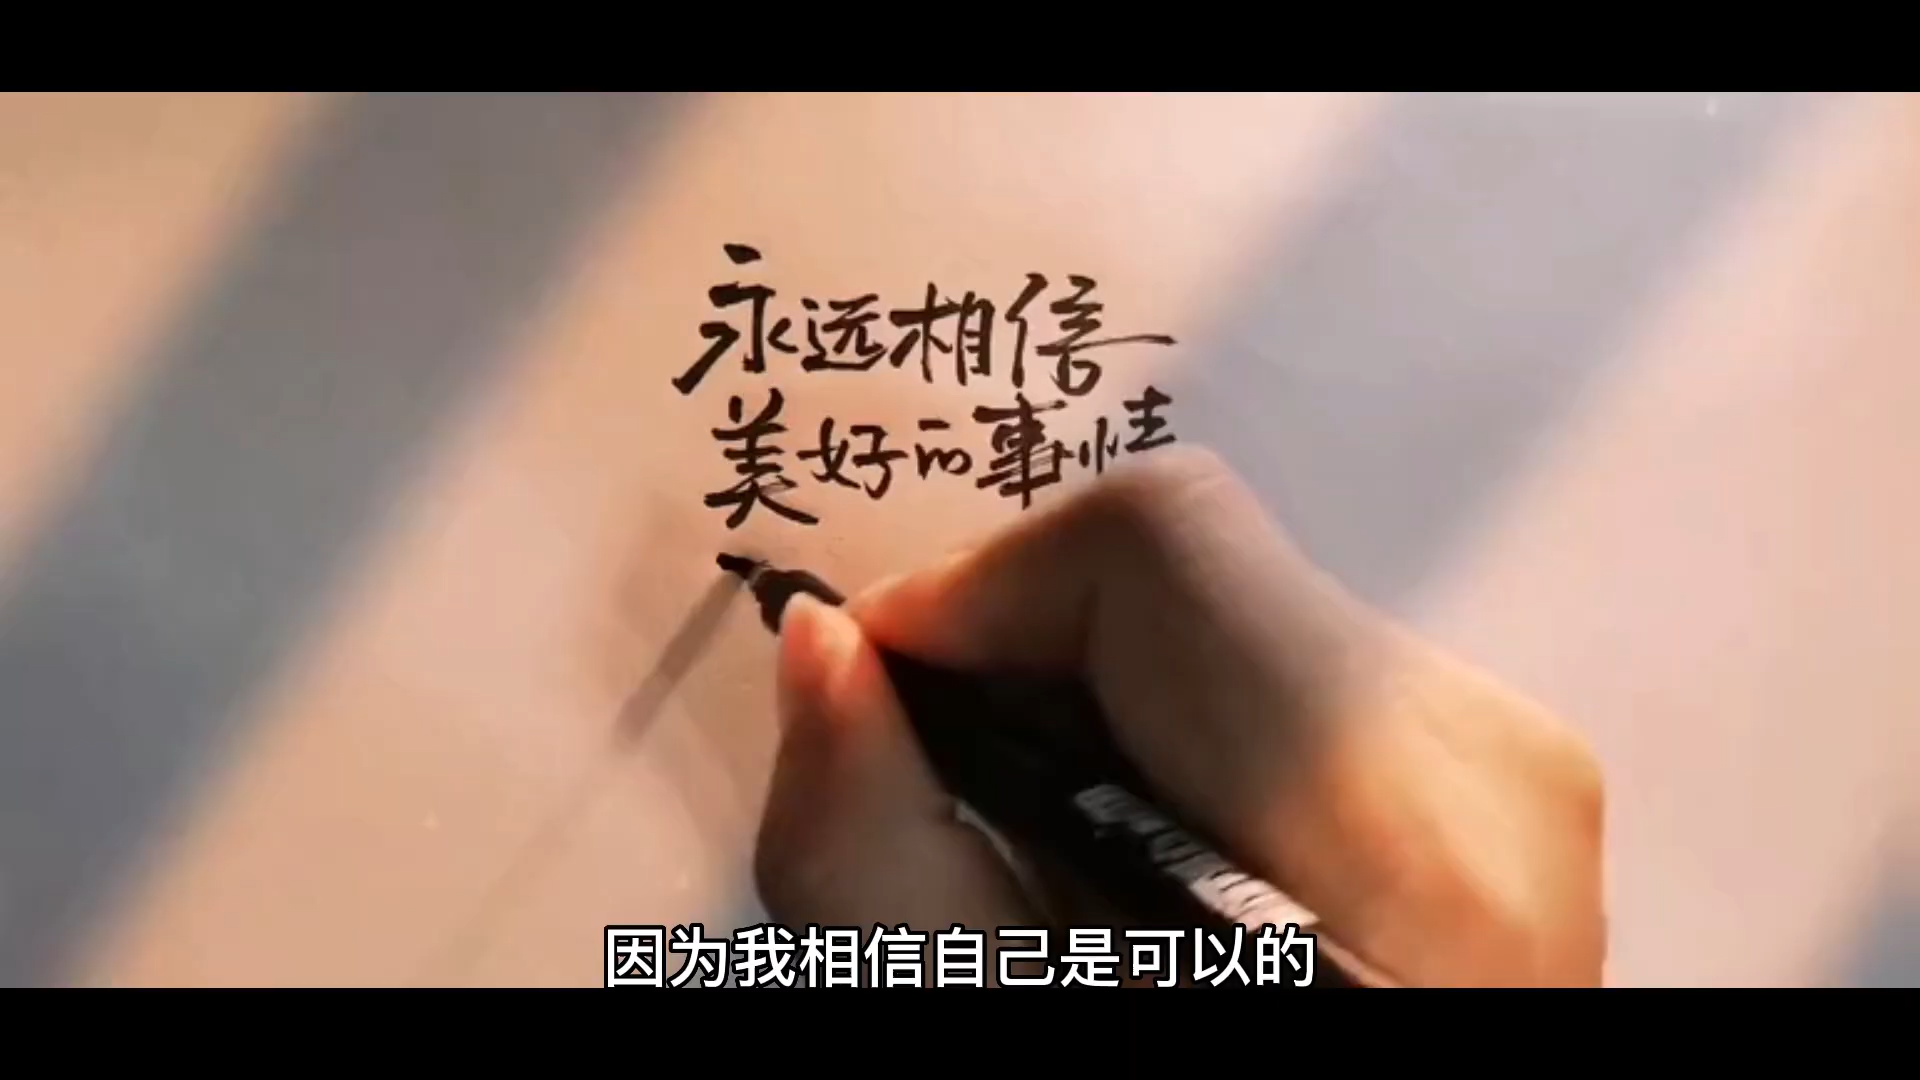 永远相信
美好的事情
因为我相信自己是可以的